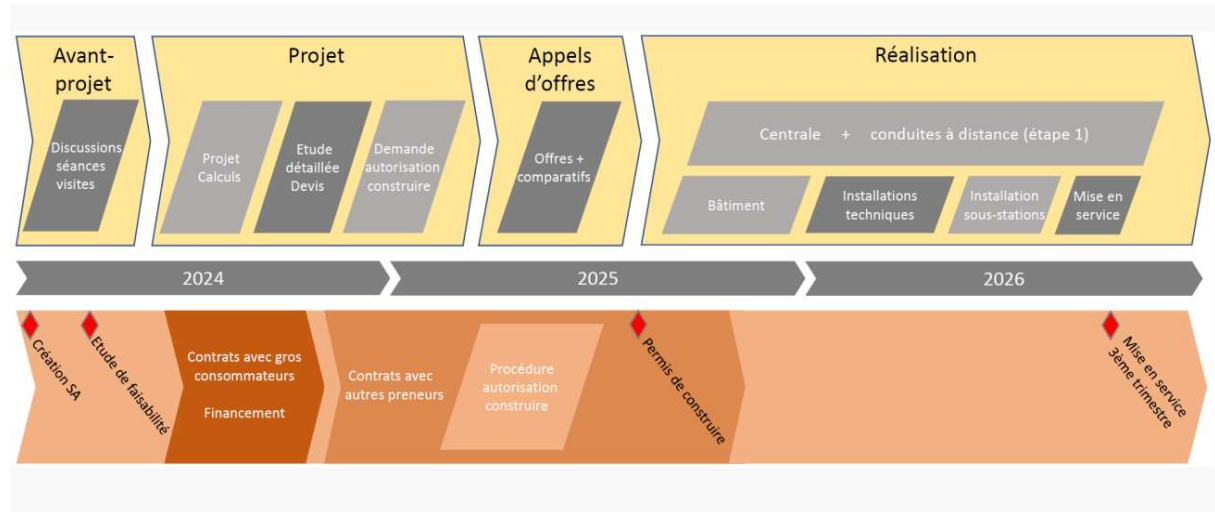 Avant-
projet
Discussions
séances
visites
Projet
Projet
Calculs
Etude
détaillée
Devis
Demande
autorisation
construire
Appels
d'offres
Offres +
comparatifs
Réalisation
Centrale + conduites à distance (étape 1)
Bâtiment
Installations
techniques
Installation
sous-stations
Mise en
service
2024
2025
2026
Création SA
Etude de faisabilité
Contrats avec gros
consommateurs
Financement
Contrats avec
autres preneurs
Procédure
autorisation
construire
Permis de construire
Mise en service
3ème trimestre